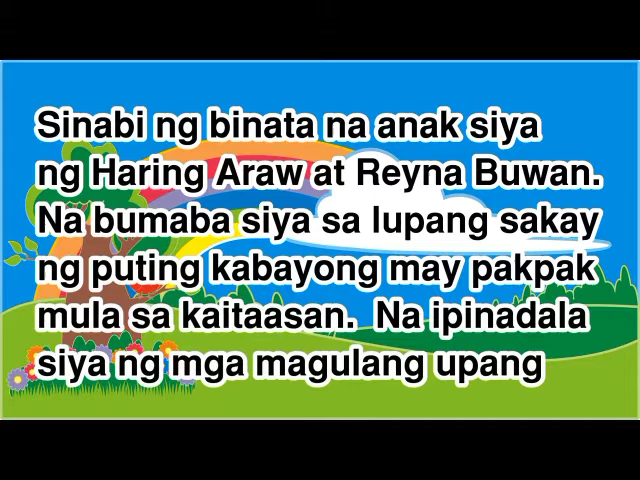 Sinabi ng binata na anak siya
ng Haring Araw at Reyna Buwan.
Na bumaba siya sa lupang sakay
ng puting kabayong may pakpak
mula sa kaitaasan.  Na ipinadala
siya ng mga magulang upang